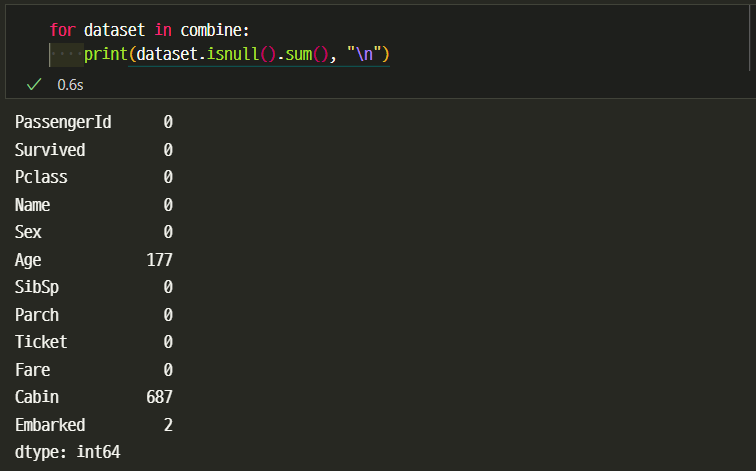 for dataset in combine:
    print(dataset.isnull().sum(), "\n")
0.6s
PassengerId      0
Survived         0
Pclass           0
Name             0
Sex              0
Age            177
SibSp            0
Parch            0
Ticket           0
Fare             0
Cabin          687
Embarked         2
dtype: int64